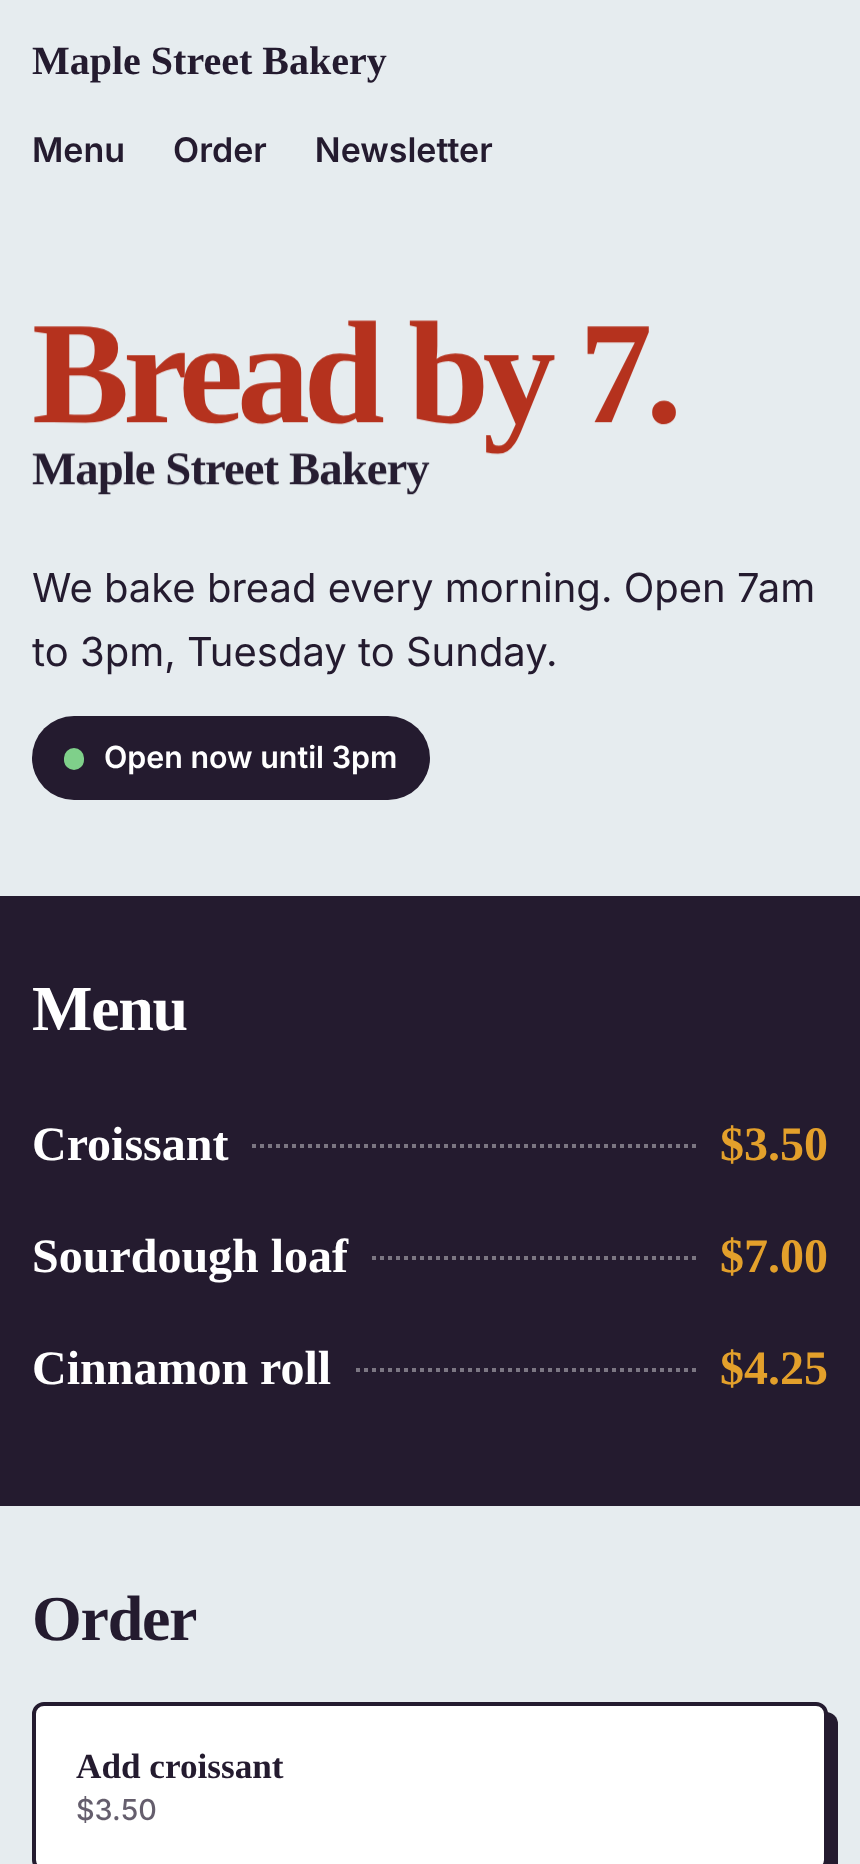 Maple Street Bakery
Menu Order Newsletter
Bread by 7.
Maple Street Bakery
We bake bread every morning. Open 7am
to 3pm, Tuesday to Sunday.
Open now until 3pm
Menu
Croissant $3.50
Sourdough loaf $7.00
Cinnamon roll $4.25
Order
Add croissant
$3.50